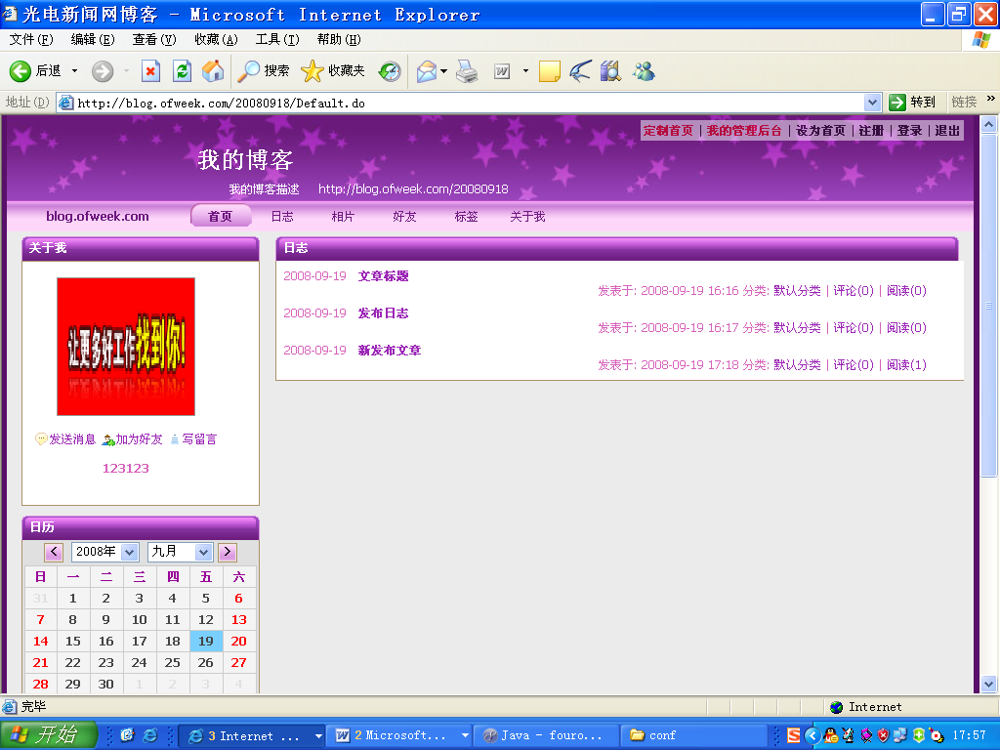 光电新闻网博客 - Microsoft Internet Explorer
文件(F) 编辑(E) 查看(V) 收藏(A) 工具(T) 帮助(H)
后退 搜索 收藏夹
地址(D) http://blog.ofweek.com/20080918/Default.do 转到 链接 »
定制首页 | 我的管理后台 | 设为首页 | 注册 | 登录 | 退出
我的博客
我的博客描述 http://blog.ofweek.com/20080918
blog.ofweek.com 首页 日志 相片 好友 标签 关于我
关于我
让更多好工作找到你!
发送消息 加为好友 写留言
123123
日志
2008-09-19 文章标题
发表于: 2008-09-19 16:16 分类: 默认分类 | 评论(0) | 阅读(0)
2008-09-19 发布日志
发表于: 2008-09-19 16:17 分类: 默认分类 | 评论(0) | 阅读(0)
2008-09-19 新发布文章
发表于: 2008-09-19 17:18 分类: 默认分类 | 评论(0) | 阅读(1)
日历
< 2008年 九月 >
日 一 二 三 四 五 六
31 1 2 3 4 5 6
7 8 9 10 11 12 13
14 15 16 17 18 19 20
21 22 23 24 25 26 27
28 29 30 1 2 3 4
完毕 Internet
开始 3 Internet ... 2 Microsoft... Java - fouro... conf 17:57